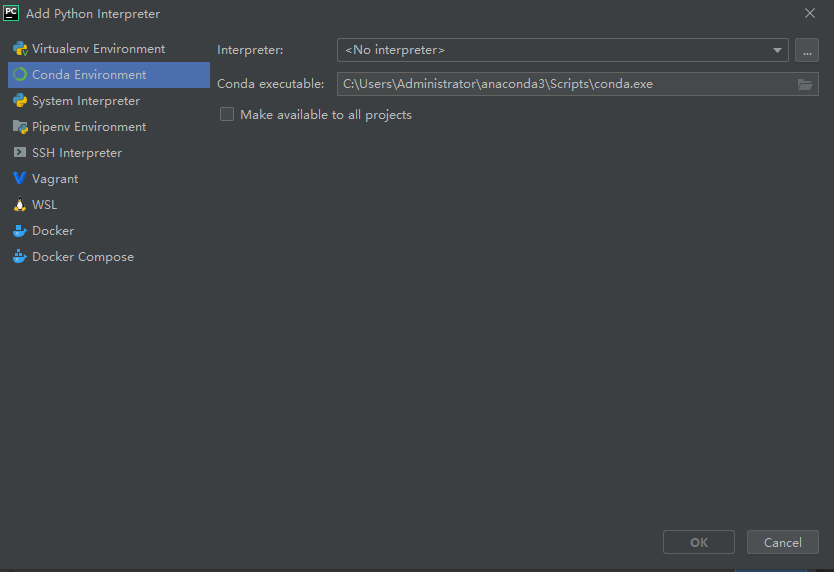 PC Add Python Interpreter
Virtualenv Environment
Conda Environment
System Interpreter
Pipenv Environment
SSH Interpreter
Vagrant
WSL
Docker
Docker Compose
Interpreter: <No interpreter> ...
Conda executable: C:\Users\Administrator\anaconda3\Scripts\conda.exe
Make available to all projects
OK Cancel